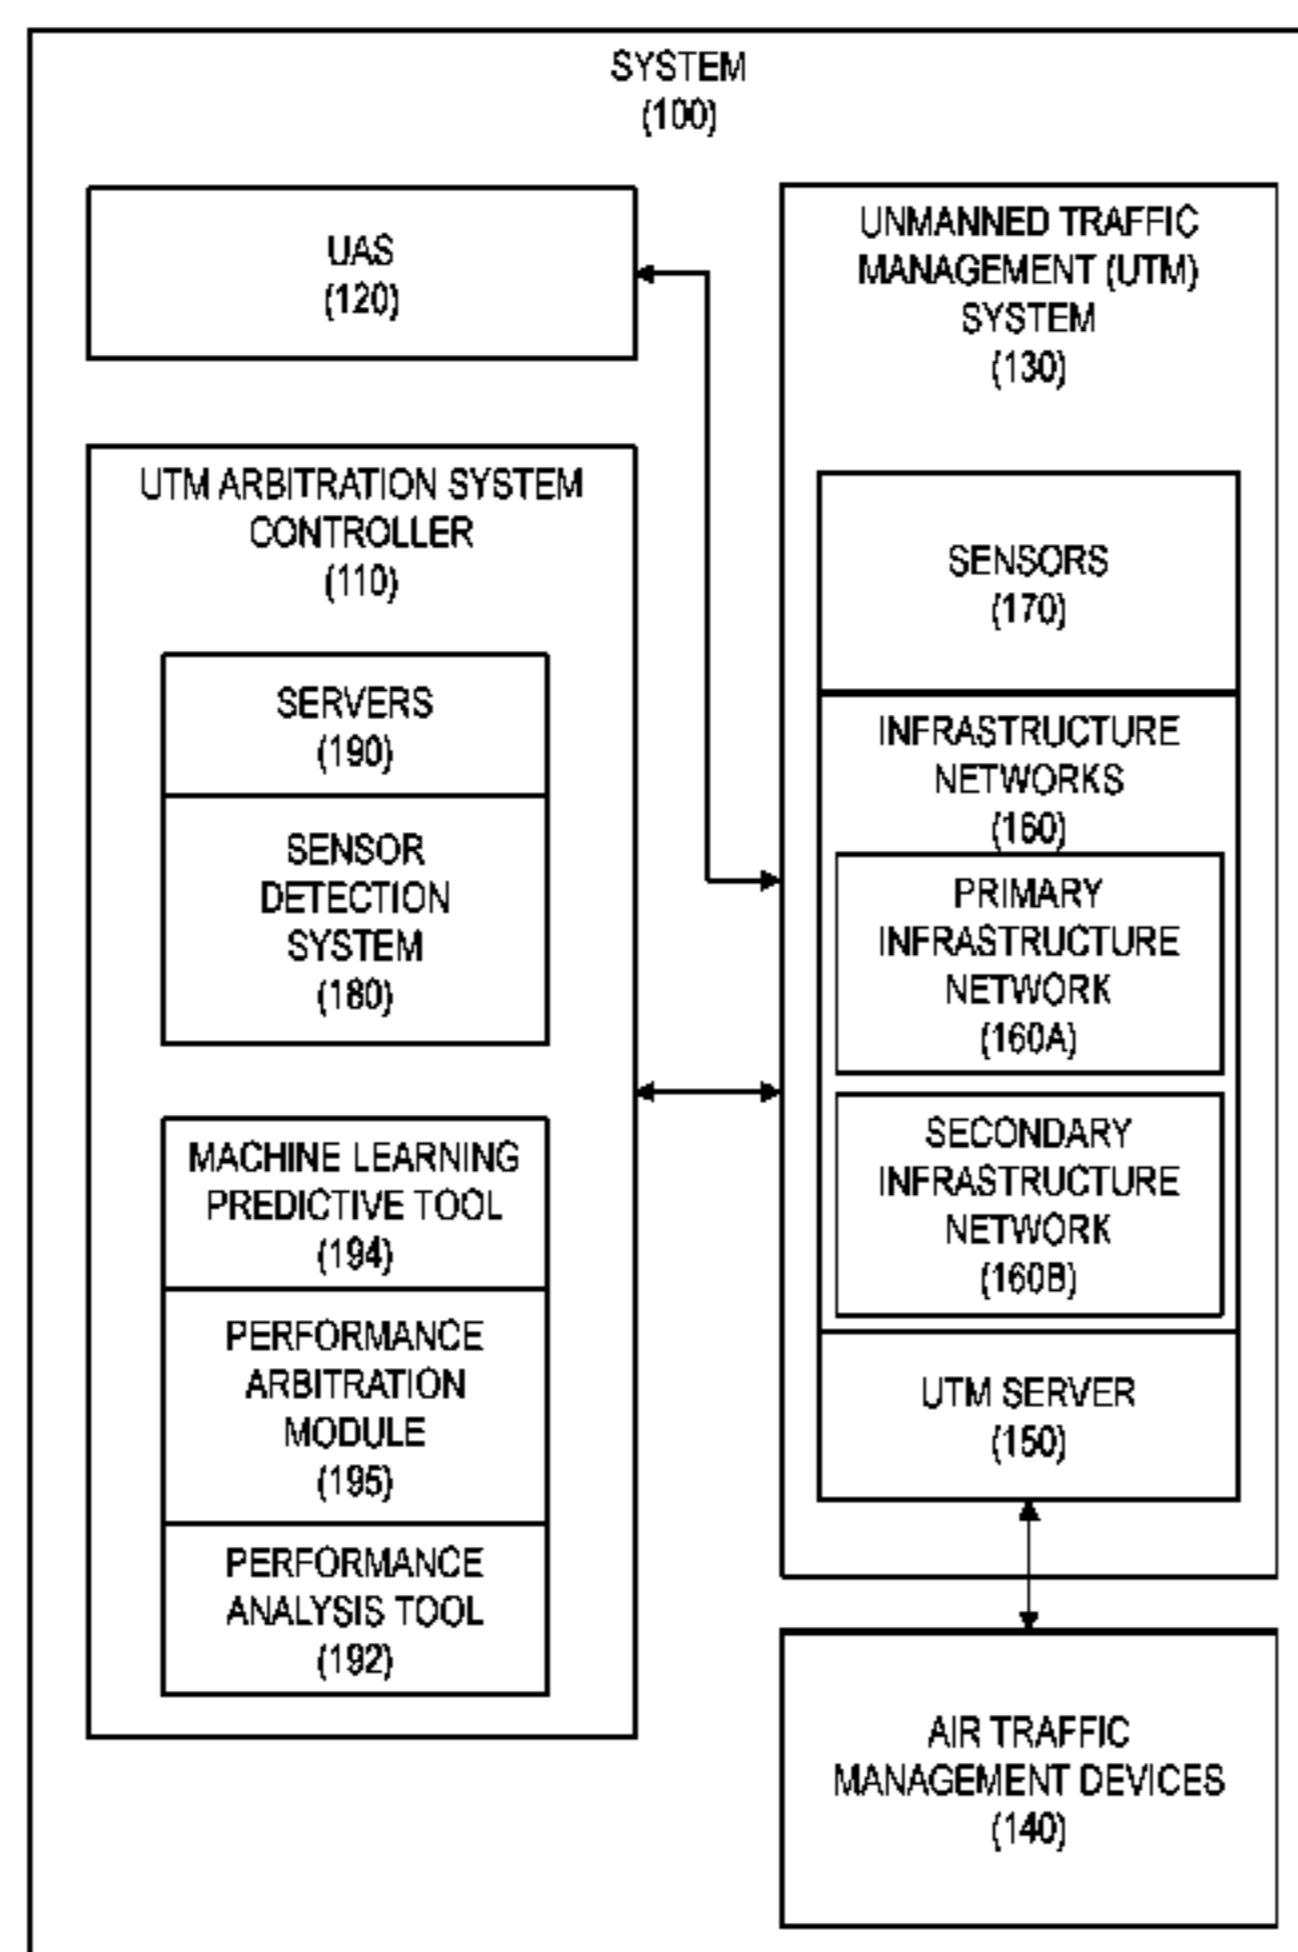 SYSTEM
(100)
UAS
(120)
UTM ARBITRATION SYSTEM
CONTROLLER
(110)
SERVERS
(190)
SENSOR
DETECTION
SYSTEM
(180)
MACHINE LEARNING
PREDICTIVE TOOL
(194)
PERFORMANCE
ARBITRATION
MODULE
(195)
PERFORMANCE
ANALYSIS TOOL
(192)
UNMANNED TRAFFIC
MANAGEMENT (UTM)
SYSTEM
(130)
SENSORS
(170)
INFRASTRUCTURE
NETWORKS
(160)
PRIMARY
INFRASTRUCTURE
NETWORK
(160A)
SECONDARY
INFRASTRUCTURE
NETWORK
(160B)
UTM SERVER
(150)
AIR TRAFFIC
MANAGEMENT DEVICES
(140)